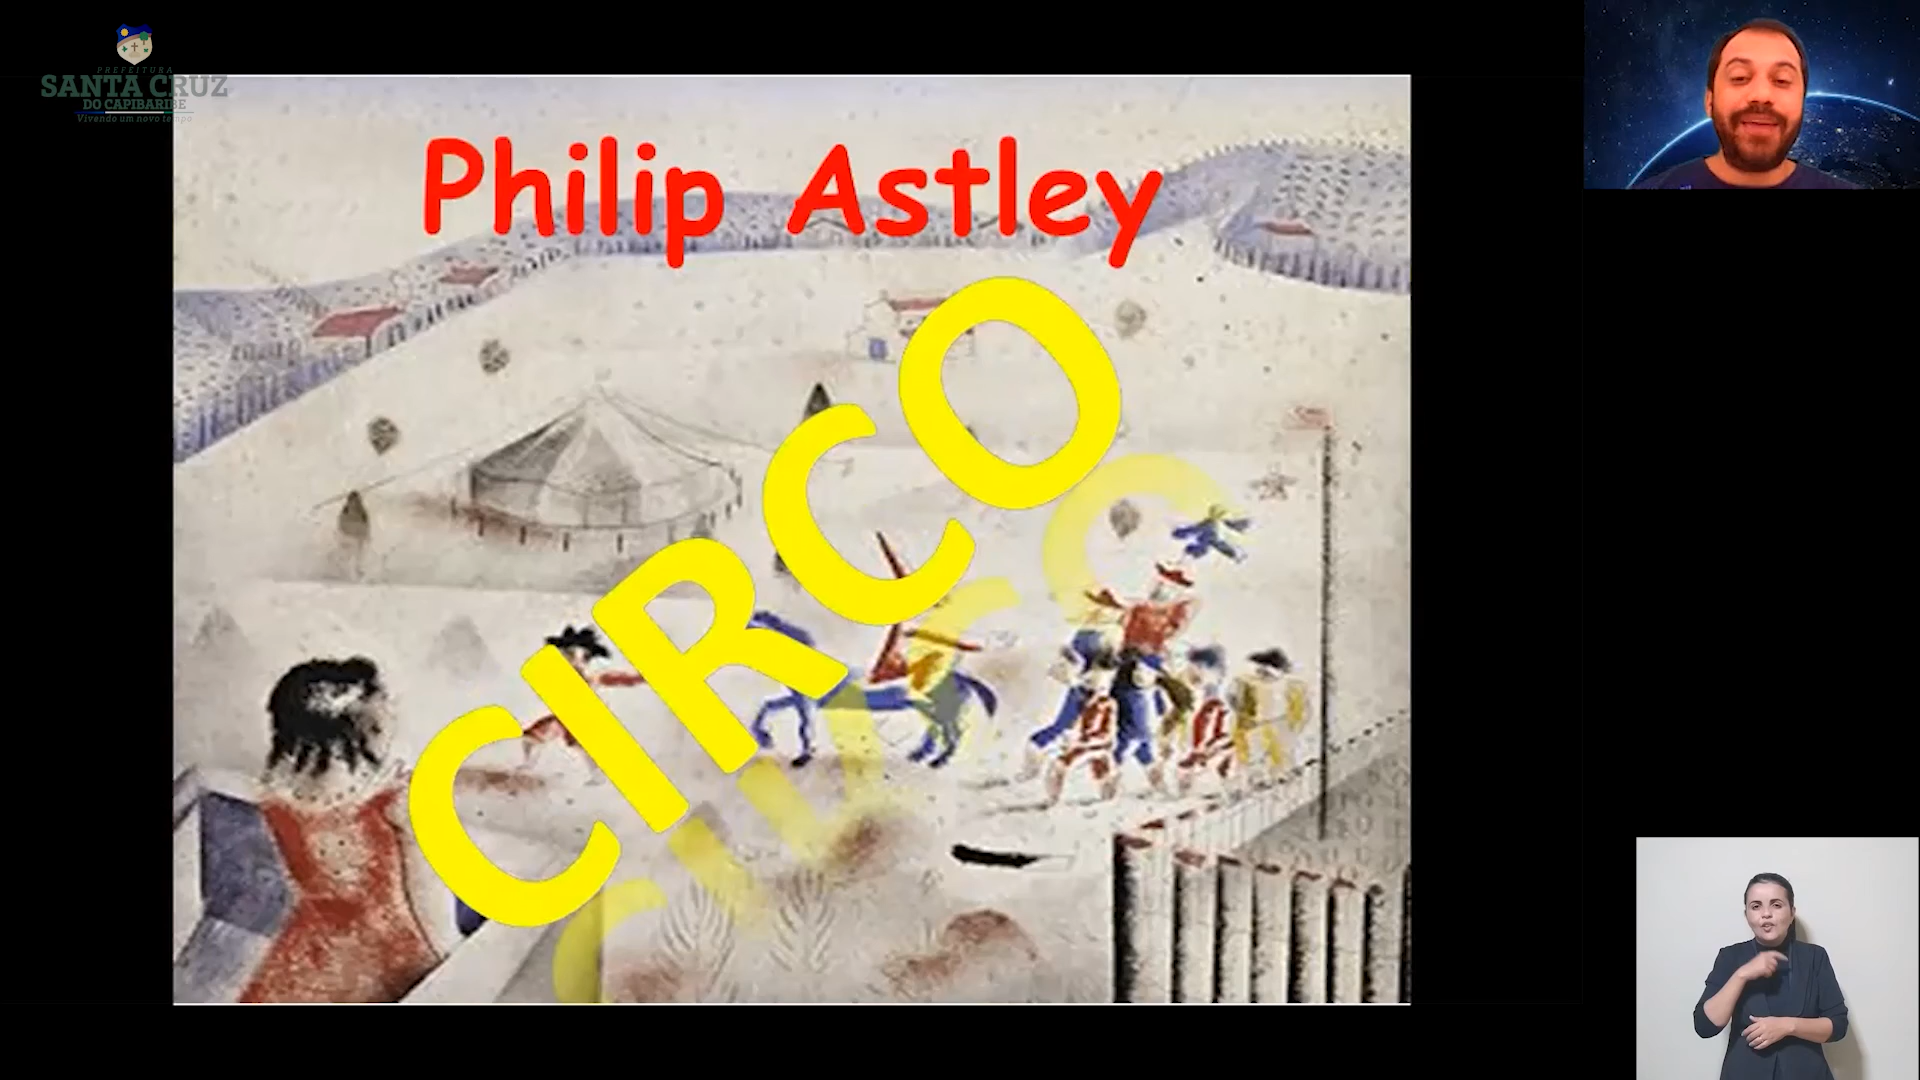 PREFEITURA
SANTA CRUZ
DO CAPIBARIBE
Vivendo um novo tempo
Philip Astley
CIRCO